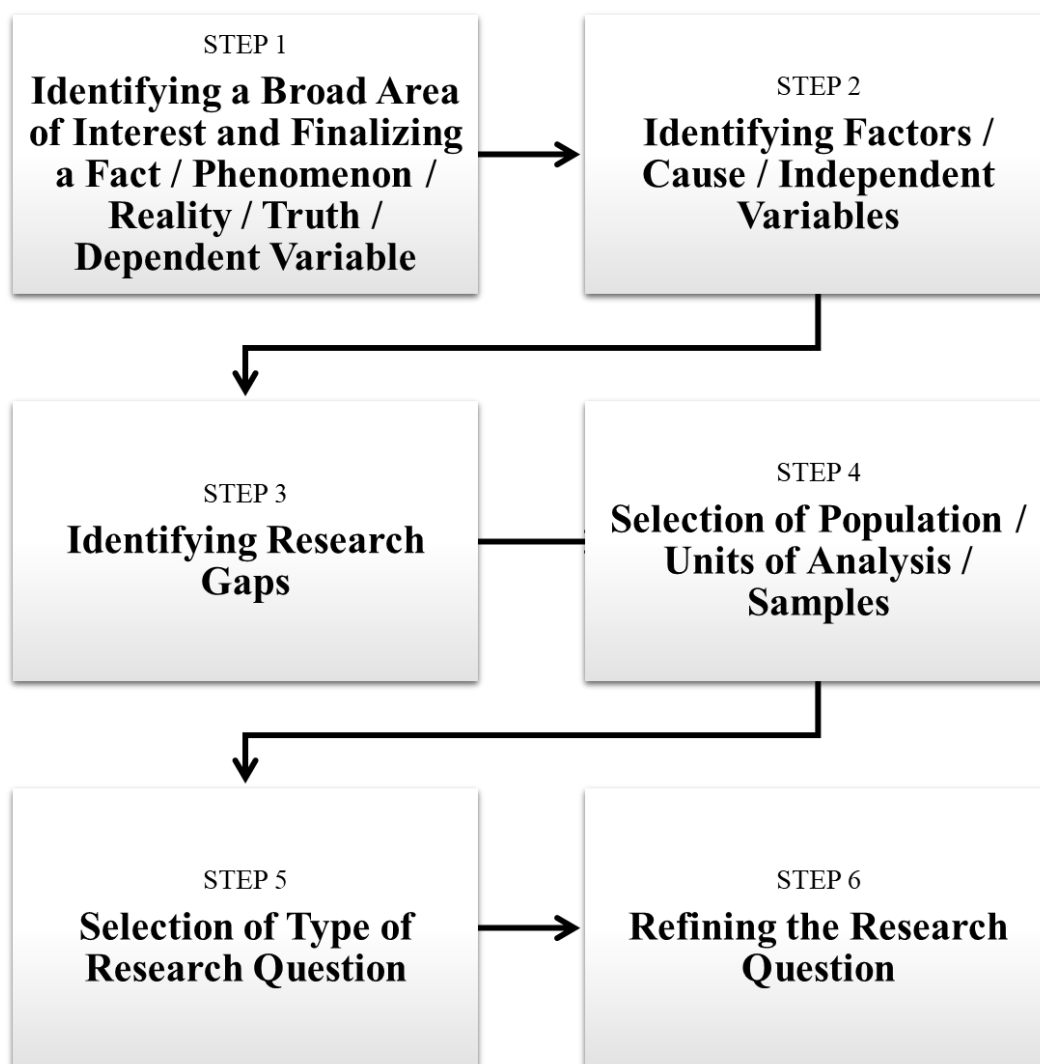 STEP 1
Identifying a Broad Area
of Interest and Finalizing
a Fact / Phenomenon /
Reality / Truth /
Dependent Variable
STEP 2
Identifying Factors /
Cause / Independent
Variables
STEP 3
Identifying Research
Gaps
STEP 4
Selection of Population /
Units of Analysis /
Samples
STEP 5
Selection of Type of
Research Question
STEP 6
Refining the Research
Question